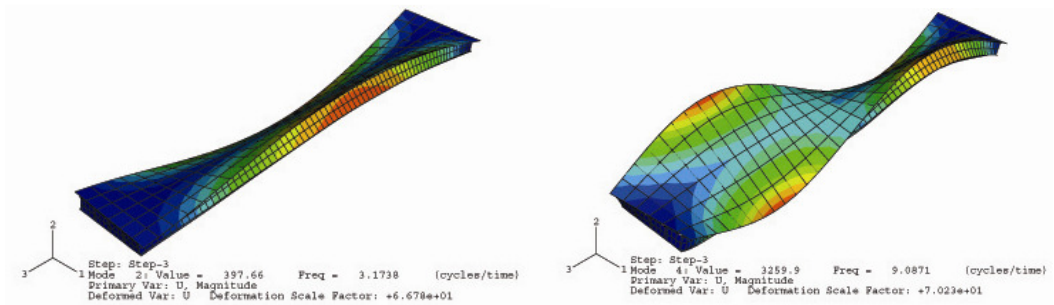 2
3
1
Step: Step-3
Mode 2: Value = 397.66 Freq = 3.1738 (cycles/time)
Primary Var: U, Magnitude
Deformed Var: U Deformation Scale Factor: +6.678e+01
2
3
1
Step: Step-3
Mode 4: Value = 3259.9 Freq = 9.0871 (cycles/time)
Primary Var: U, Magnitude
Deformed Var: U Deformation Scale Factor: +7.023e+01